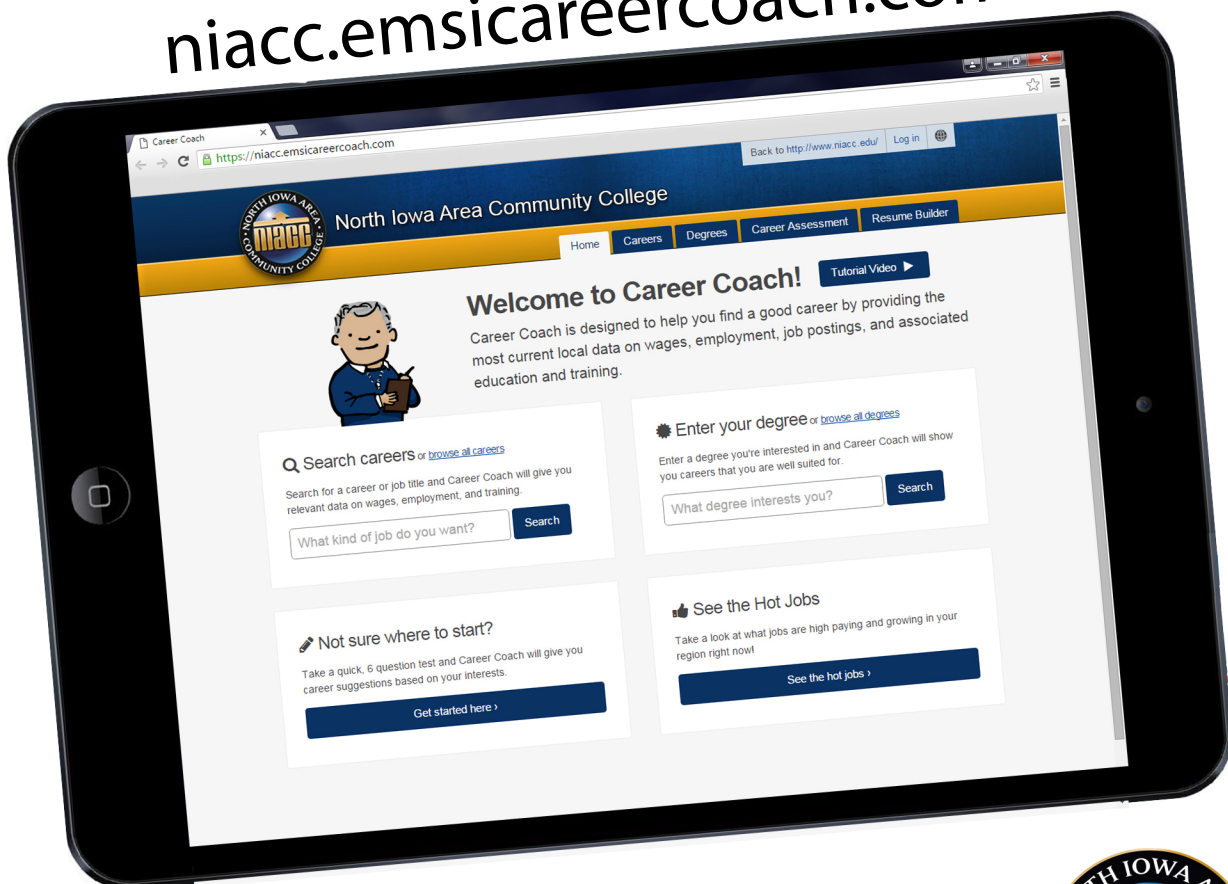 niacc.emsicareercoach.com
Career Coach
https://niacc.emsicareercoach.com
Back to http://www.niacc.edu/ Log in
NORTH IOWA AREA
NIACC
COMMUNITY COLLEGE
North Iowa Area Community College
Home Careers Degrees Career Assessment Resume Builder
Welcome to Career Coach! Tutorial Video
Career Coach is designed to help you find a good career by providing the
most current local data on wages, employment, job postings, and associated
education and training.
Search careers or browse all careers
Search for a career or job title and Career Coach will give you
relevant data on wages, employment, and training.
What kind of job do you want? Search
Enter your degree or browse all degrees
Enter a degree you're interested in and Career Coach will show
you careers that you are well suited for.
What degree interests you? Search
Not sure where to start?
Take a quick, 6 question test and Career Coach will give you
career suggestions based on your interests.
Get started here ›
See the Hot Jobs
Take a look at what jobs are high paying and growing in your
region right now!
See the hot jobs ›
TH IOWA